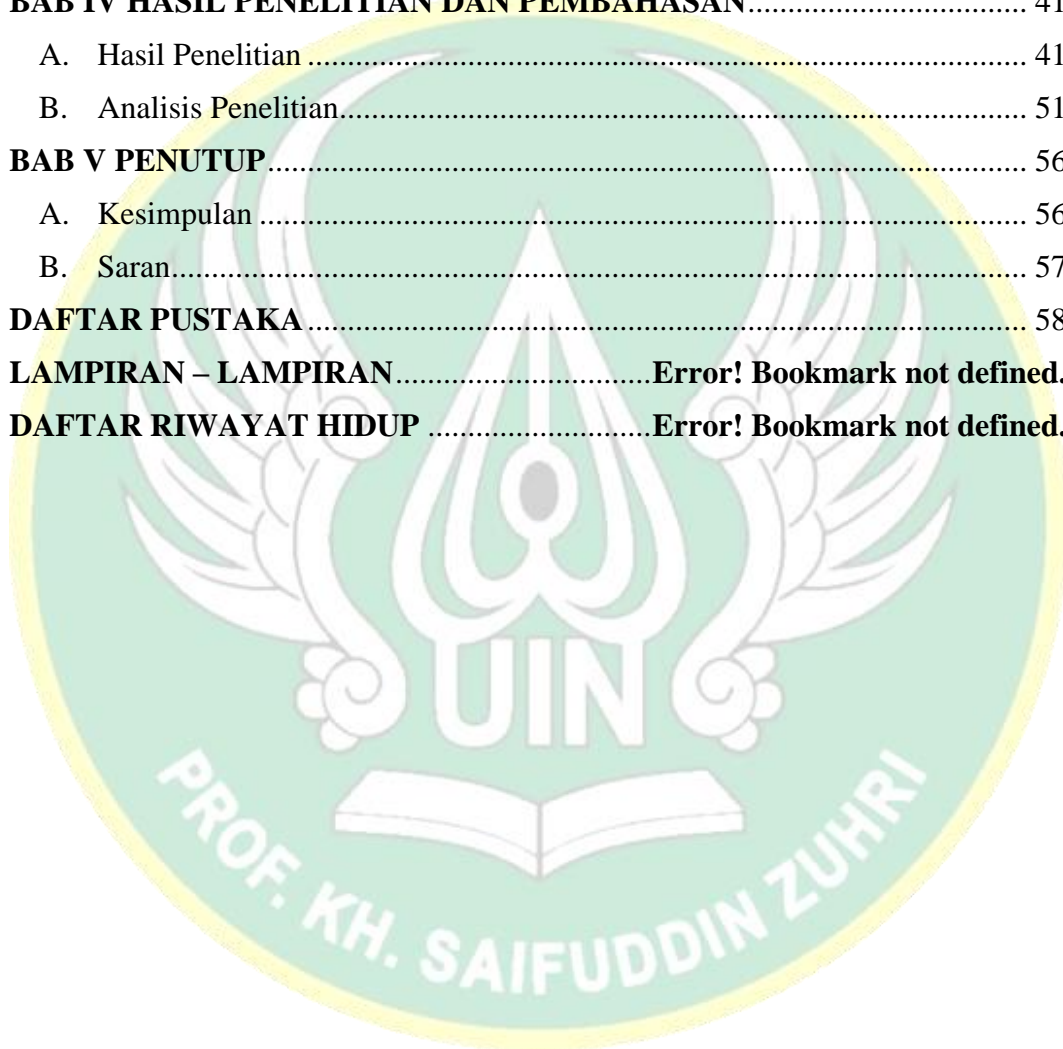 BAB IV HASIL PENELITIAN DAN PEMBAHASAN.................................... 41
A. Hasil Penelitian.................................... 41
B. Analisis Penelitian.................................... 51
BAB V PENUTUP.................................... 56
A. Kesimpulan.................................... 56
B. Saran.................................... 57
DAFTAR PUSTAKA.................................... 58
LAMPIRAN – LAMPIRAN............................Error! Bookmark not defined.
DAFTAR RIWAYAT HIDUP............................Error! Bookmark not defined.
UIN
PROF. KH. SAIFUDDIN ZUHRI